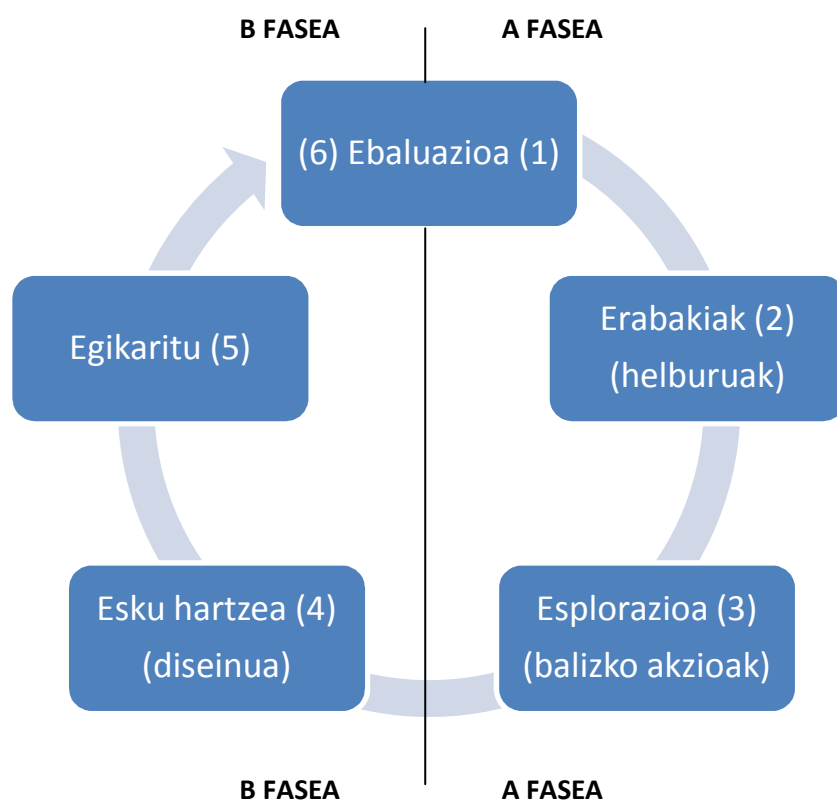 B FASEA
A FASEA
(6) Ebaluazioa (1)
Erabakiak (2)
(helburuak)
Egikaritu (5)
Esplorazioa (3)
(balizko akzioak)
Esku hartzea (4)
(diseinua)
B FASEA
A FASEA